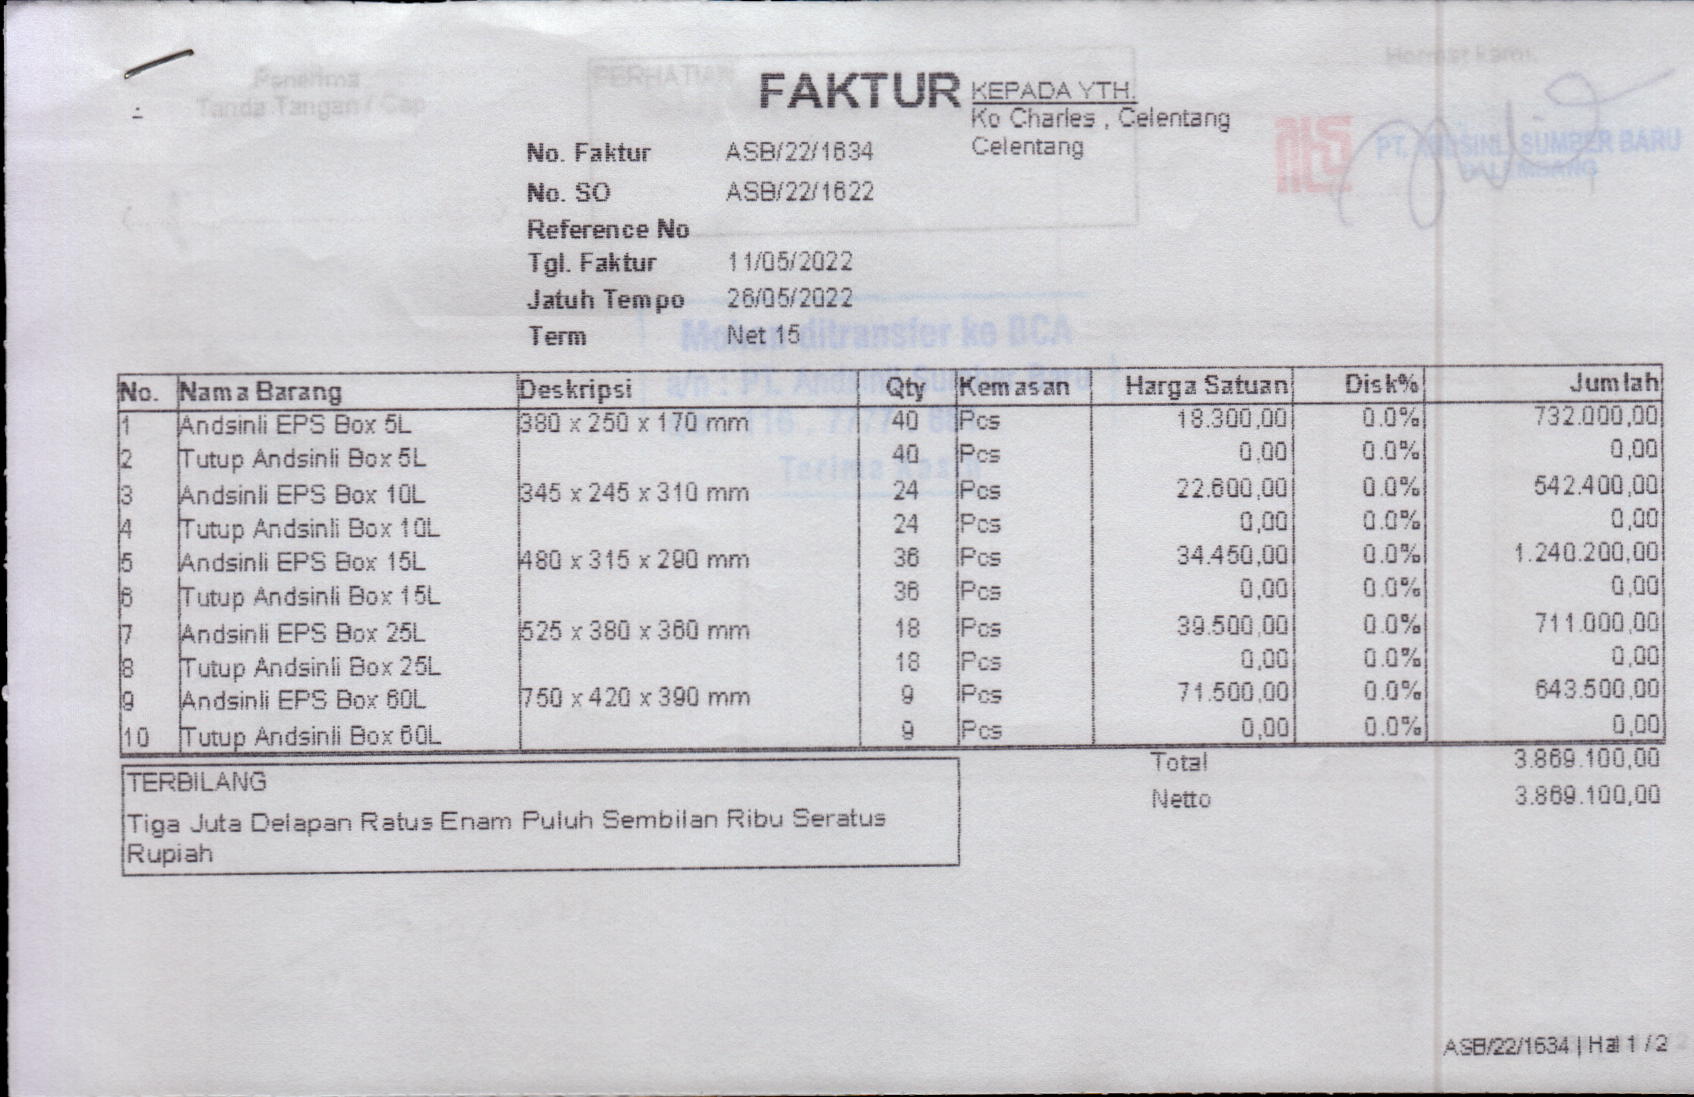 Penerima
Tanda Tangan / Cap
PERHATIAN
Hormat kami,
PT. ANDSINLI SUMBER BARU
PALEMBANG
FAKTUR
KEPADA YTH.
Ko Charles , Celentang
Celentang
No. Faktur ASB/22/1634
No. SO ASB/22/1622
Reference No
Tgl. Faktur 11/05/2022
Jatuh Tempo 26/05/2022
Term Net 15
Mohon ditransfer ke BCA
a/n : PT. Andsinli Sumber Baru
Terima Kasih
No. Nama Barang Deskripsi Qty Kemasan Harga Satuan Disk% Jumlah
1 Andsinli EPS Box 5L 380 x 250 x 170 mm 40 Pcs 18.300,00 0.0% 732.000,00
2 Tutup Andsinli Box 5L 40 Pcs 0,00 0.0% 0,00
3 Andsinli EPS Box 10L 345 x 245 x 310 mm 24 Pcs 22.600,00 0.0% 542.400,00
4 Tutup Andsinli Box 10L 24 Pcs 0,00 0.0% 0,00
5 Andsinli EPS Box 15L 480 x 315 x 290 mm 36 Pcs 34.450,00 0.0% 1.240.200,00
6 Tutup Andsinli Box 15L 36 Pcs 0,00 0.0% 0,00
7 Andsinli EPS Box 25L 525 x 380 x 360 mm 18 Pcs 39.500,00 0.0% 711.000,00
8 Tutup Andsinli Box 25L 18 Pcs 0,00 0.0% 0,00
9 Andsinli EPS Box 60L 750 x 420 x 390 mm 9 Pcs 71.500,00 0.0% 643.500,00
10 Tutup Andsinli Box 60L 9 Pcs 0,00 0.0% 0,00
Total 3.869.100,00
Netto 3.869.100,00
TERBILANG
Tiga Juta Delapan Ratus Enam Puluh Sembilan Ribu Seratus
Rupiah
ASB/22/1634 | Hal 1 / 2